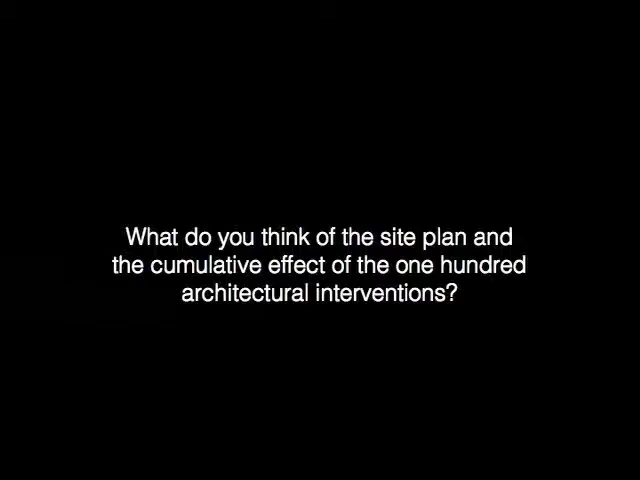 What do you think of the site plan and
the cumulative effect of the one hundred
architectural interventions?